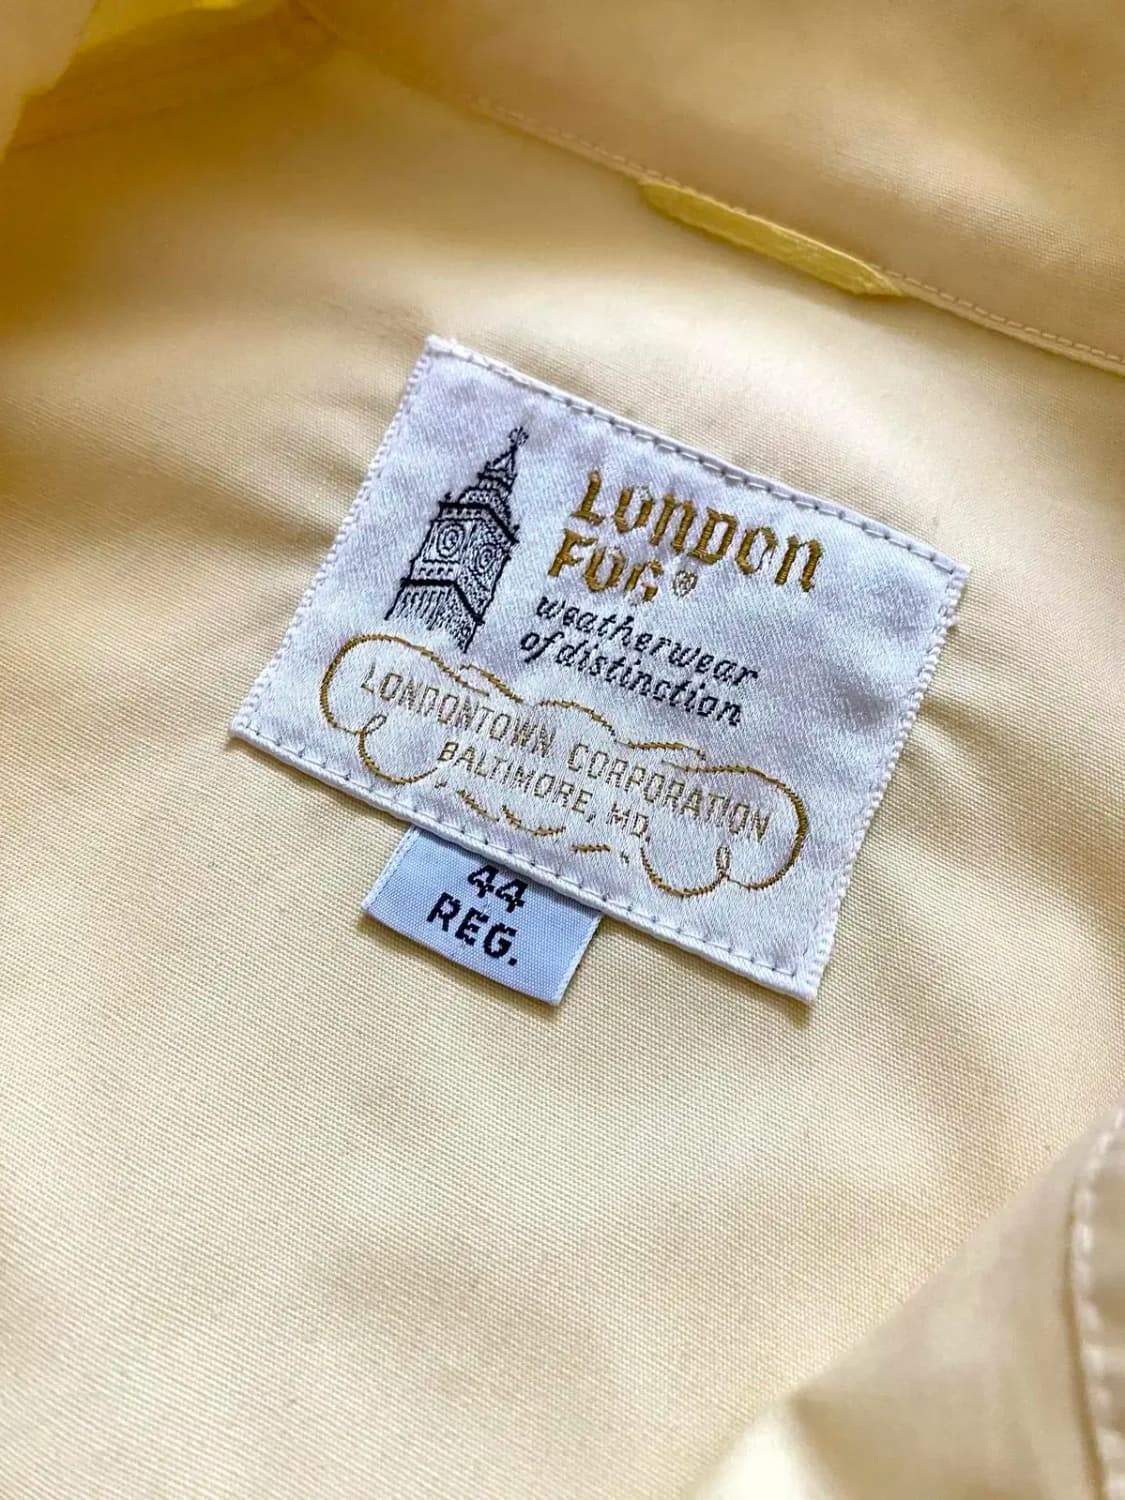 LONDON
FOG®
weatherwear
of distinction
LONDONTOWN CORPORATION
BALTIMORE, MD.
44
REG.